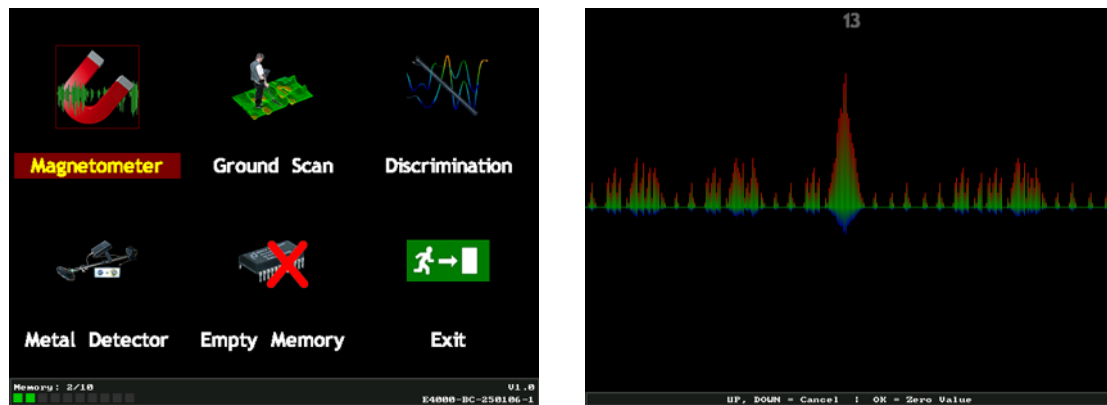 Magnetometer
Ground Scan
Discrimination
Metal Detector
Empty Memory
Exit
Memory: 2/10
V1.0
E4000-BC-250106-1
13
UP, DOWN = Cancel | OK = Zero Value